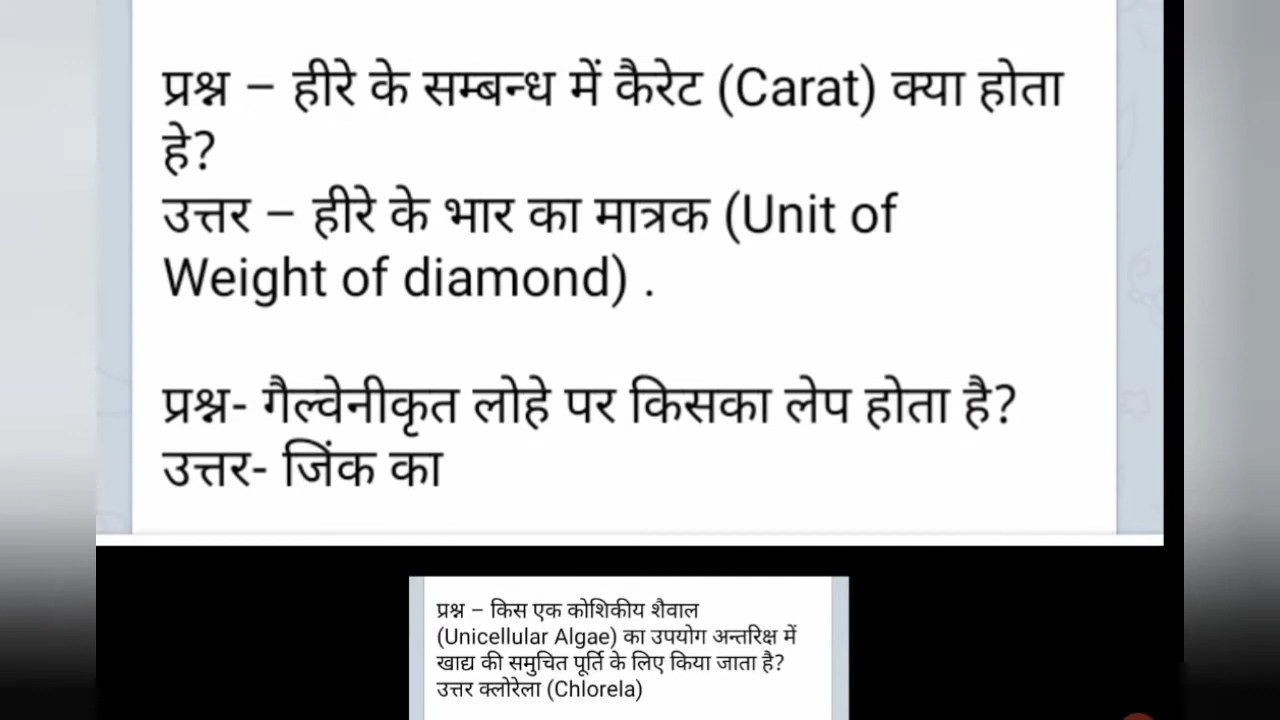 प्रश्न – हीरे के सम्बन्ध में कैरेट (Carat) क्या होता
हे?
उत्तर – हीरे के भार का मात्रक (Unit of
Weight of diamond) .
प्रश्न- गैल्वेनीकृत लोहे पर किसका लेप होता है?
उत्तर- जिंक का
प्रश्न – किस एक कोशिकीय शैवाल
(Unicellular Algae) का उपयोग अन्तरिक्ष में
खाद्य की समुचित पूर्ति के लिए किया जाता है?
उत्तर क्लोरेला (Chlorela)